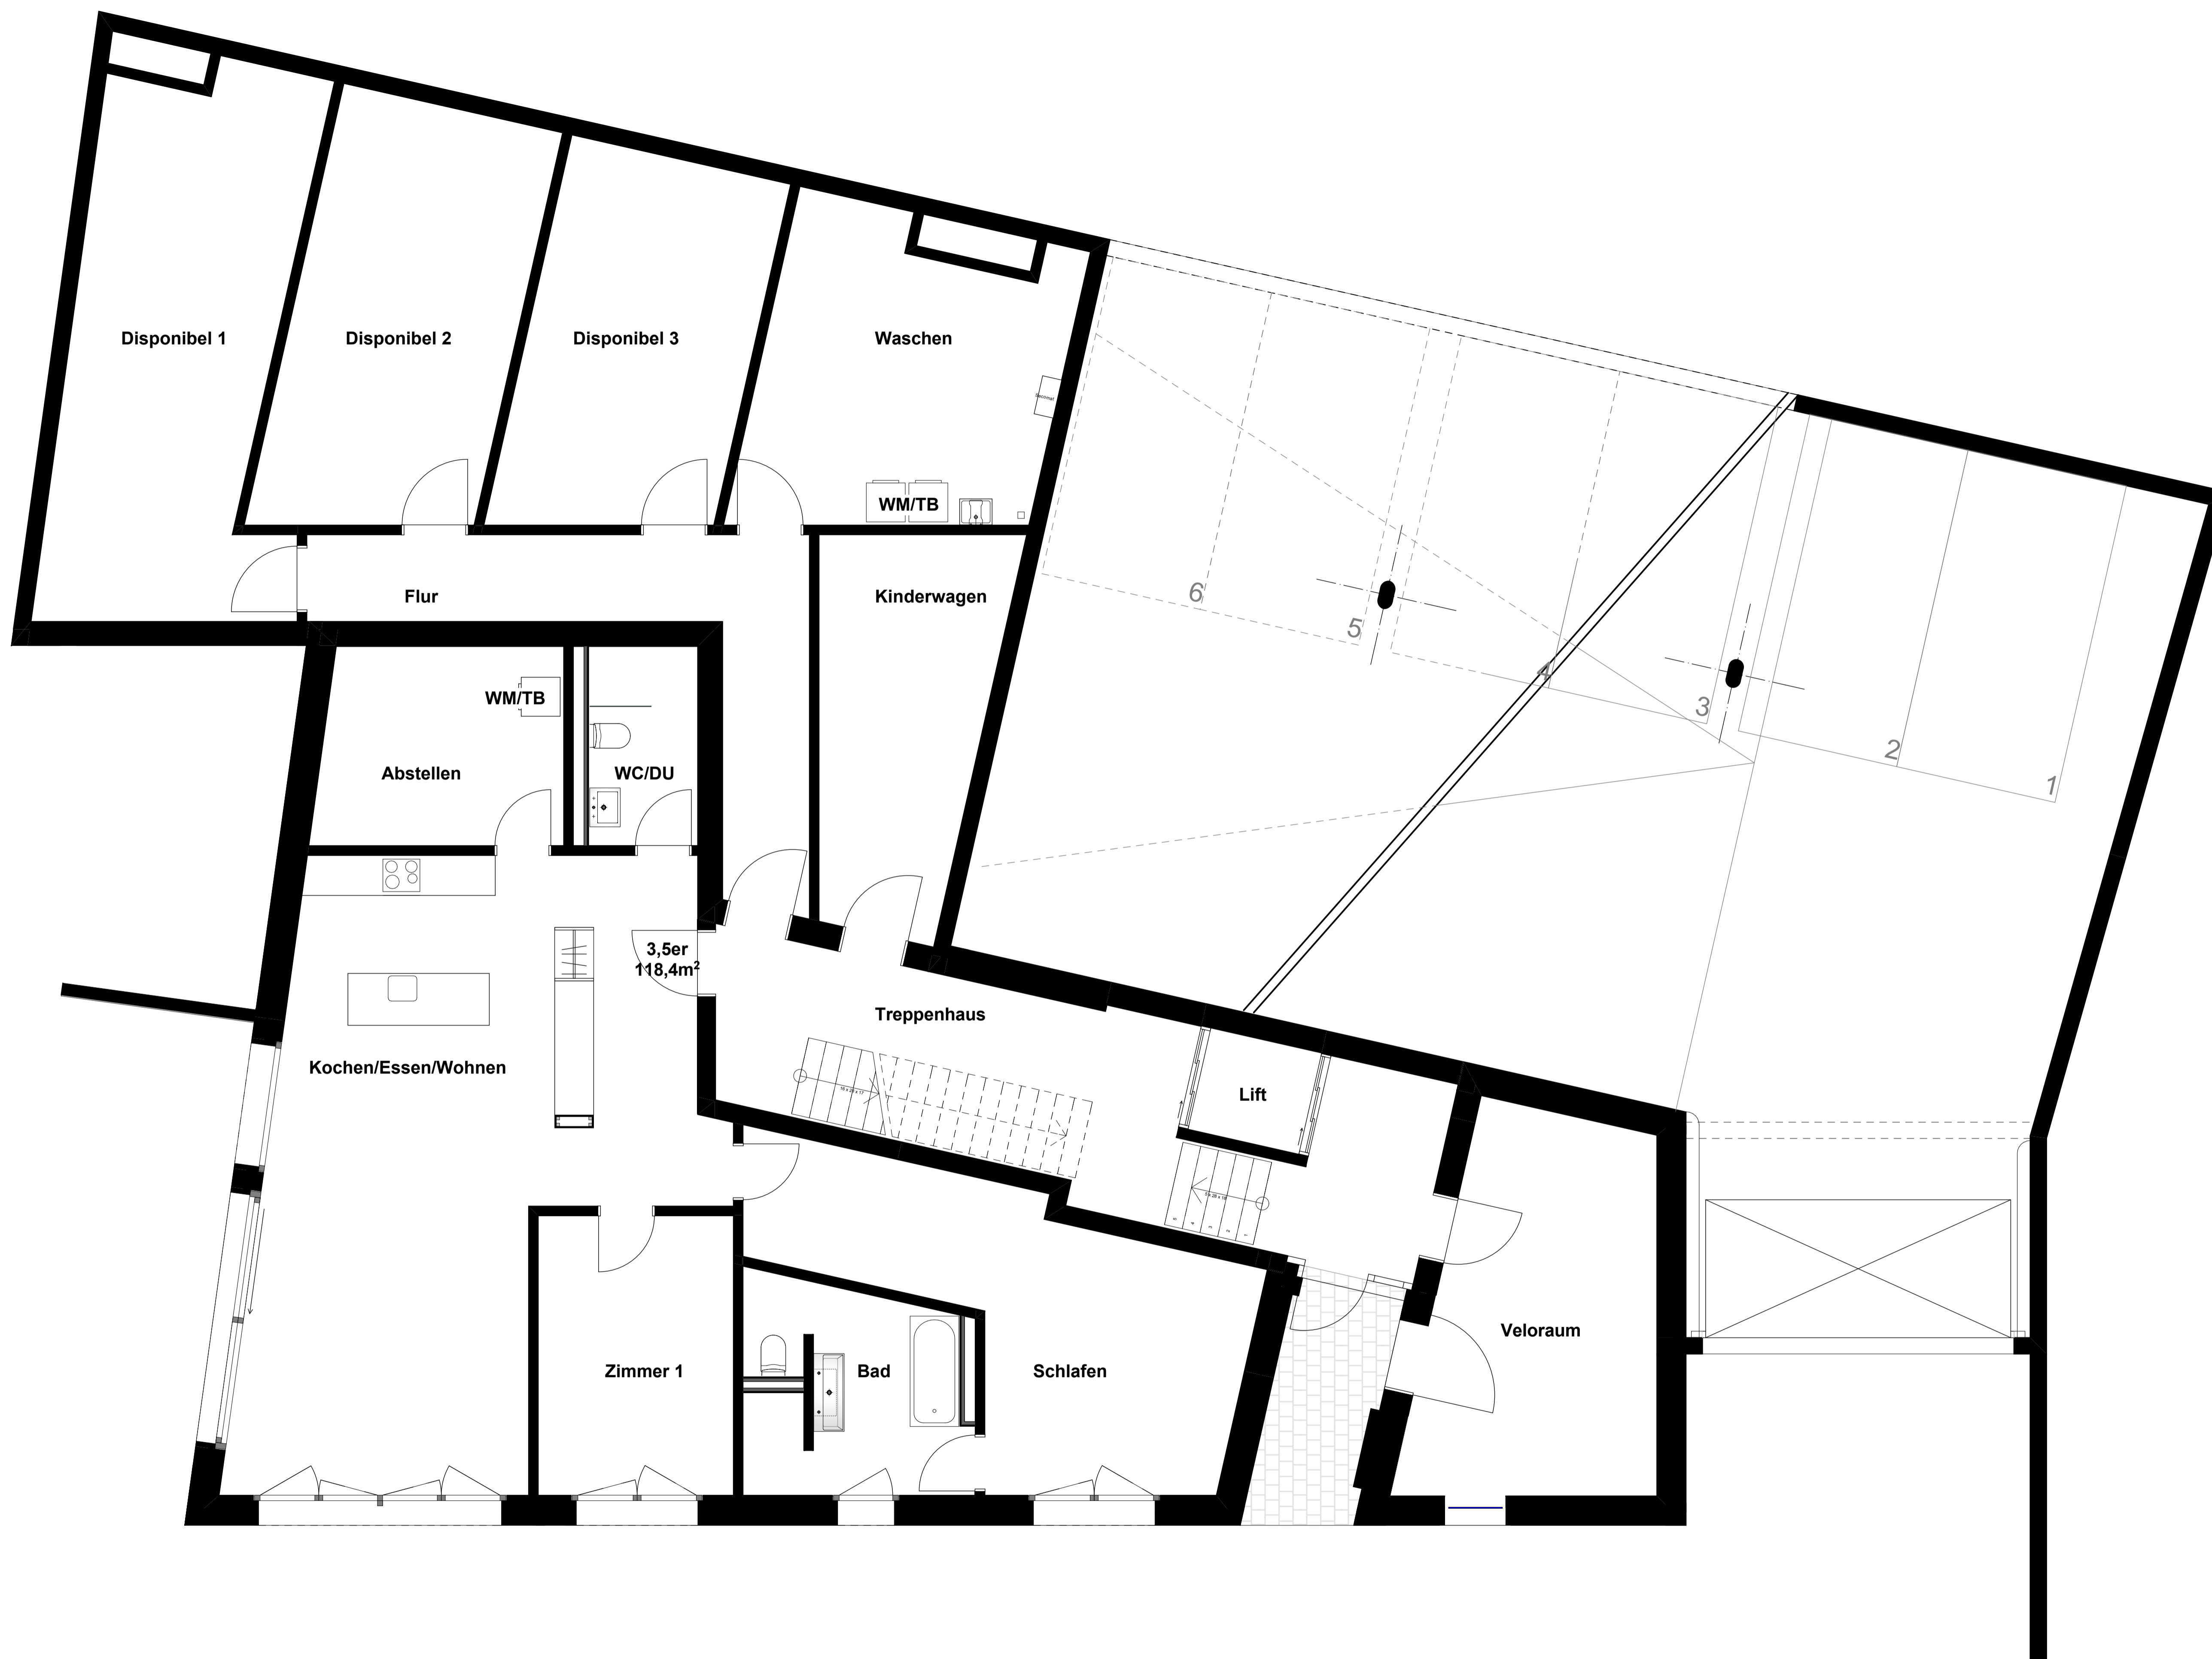 Disponibel 1
Disponibel 2
Disponibel 3
Waschen
WM/TB
Flur
Kinderwagen
6
5
4
3
2
1
WM/TB
Abstellen
WC/DU
3,5er
118,4m²
Treppenhaus
Kochen/Essen/Wohnen
Lift
Veloraum
Zimmer 1
Bad
Schlafen